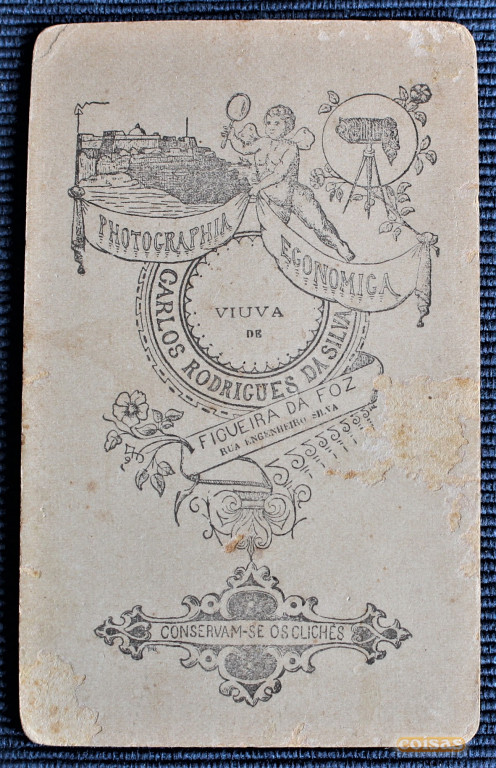 PHOTOGRAPHIA
ECONOMICA
VIUVA
DE
CARLOS RODRIGUES DA SILVA
FIGUEIRA DA FOZ
RUA ENGENHEIRO SILVA
CONSERVAM-SE OS CLICHÉS
coisas